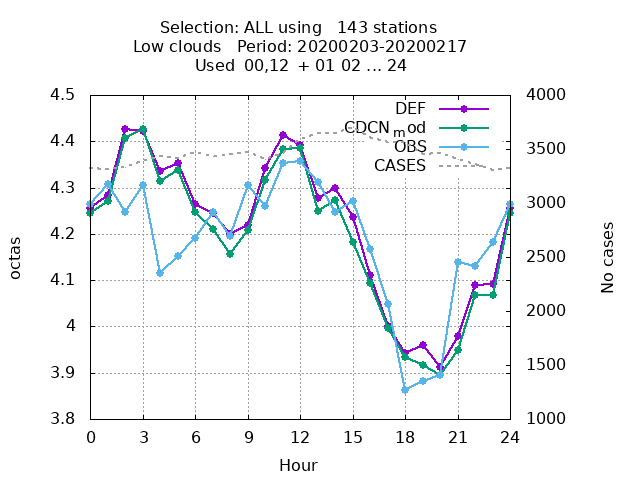 Selection: ALL using   143 stations
Low clouds   Period: 20200203-20200217
Used  00,12  + 01 02 ... 24
4.5
4.4
4.3
4.2
4.1
4
3.9
3.8
octas
DEF
CDCN_mod
OBS
CASES
4000
3500
3000
2500
2000
1500
1000
No cases
0 3 6 9 12 15 18 21 24
Hour